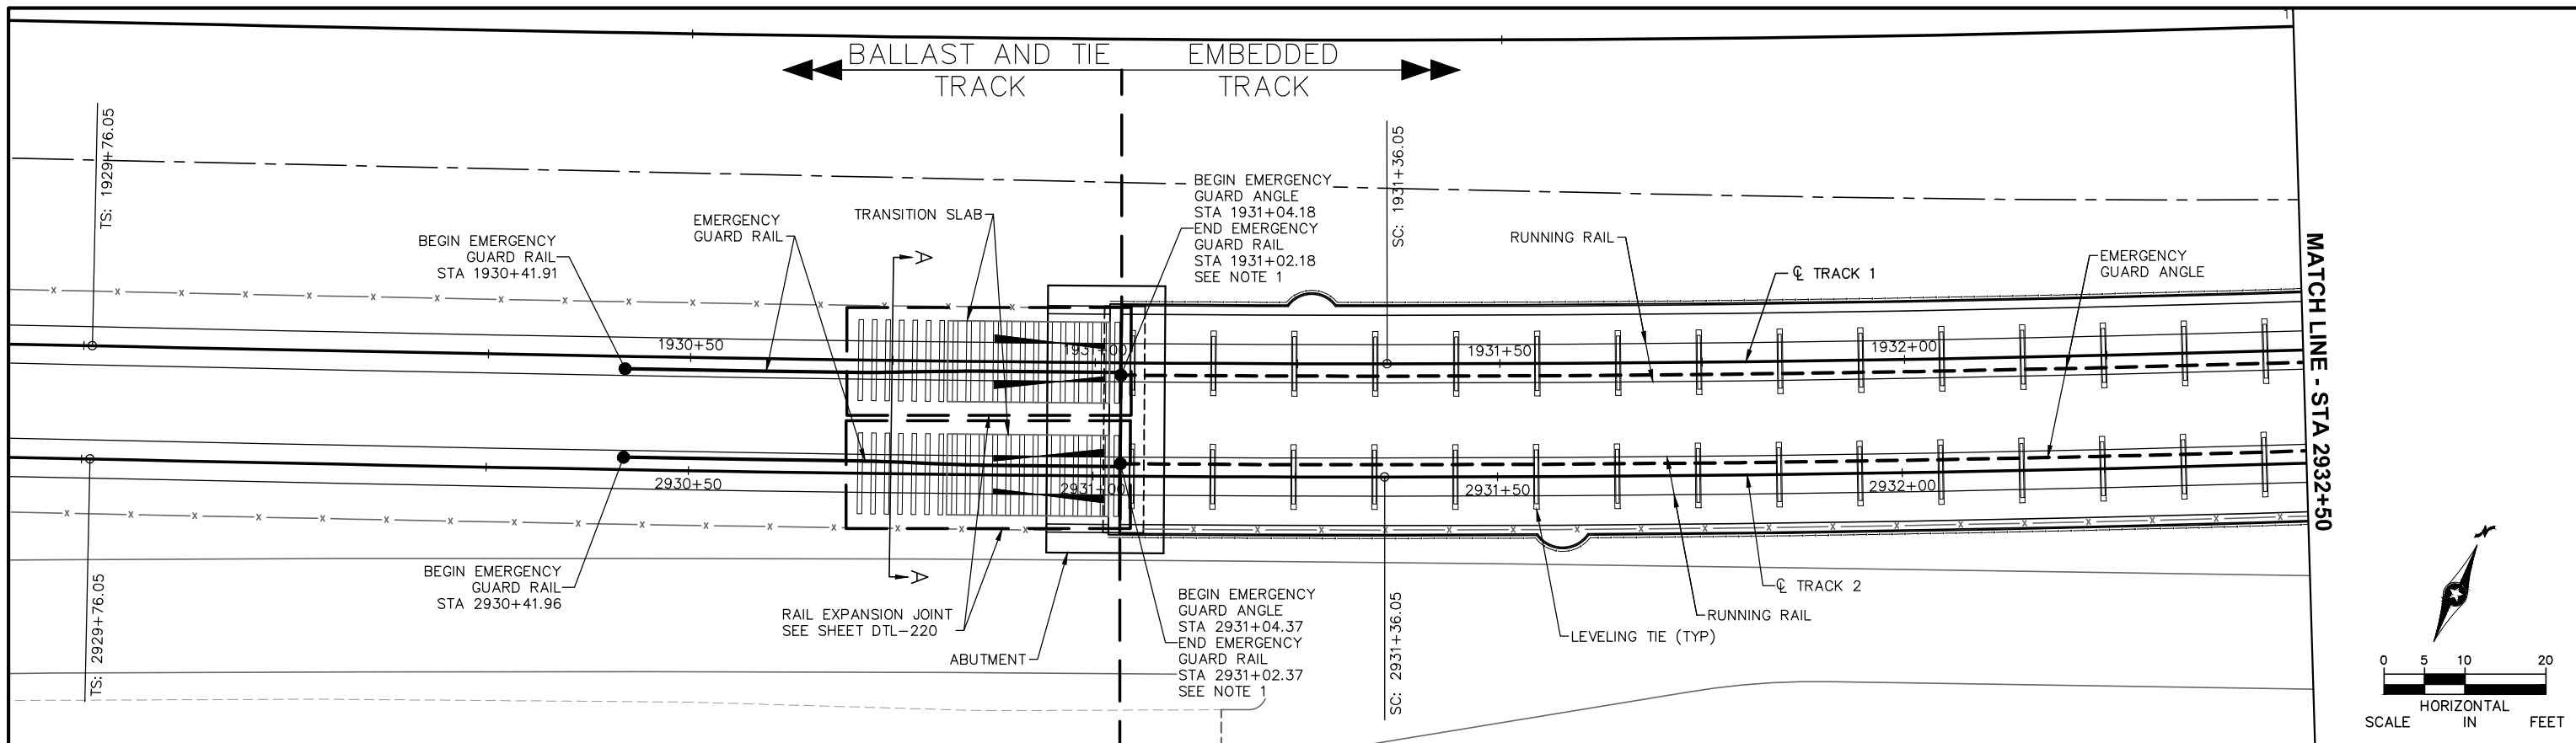 BALLAST AND TIE
TRACK
EMBEDDED
TRACK
TS: 1929+76.05
BEGIN EMERGENCY
GUARD RAIL
STA 1930+41.91
EMERGENCY
GUARD RAIL
TRANSITION SLAB
A
BEGIN EMERGENCY
GUARD ANGLE
STA 1931+04.18
END EMERGENCY
GUARD RAIL
STA 1931+02.18
SEE NOTE 1
SC: 1931+36.05
RUNNING RAIL
℄ TRACK 1
EMERGENCY
GUARD ANGLE
MATCH LINE - STA 2932+50
1930+50
1931+00
1931+50
1932+00
2930+50
2931+00
2931+50
2932+00
TS: 2929+76.05
BEGIN EMERGENCY
GUARD RAIL
STA 2930+41.96
A
RAIL EXPANSION JOINT
SEE SHEET DTL-220
ABUTMENT
BEGIN EMERGENCY
GUARD ANGLE
STA 2931+04.37
END EMERGENCY
GUARD RAIL
STA 2931+02.37
SEE NOTE 1
SC: 2931+36.05
LEVELING TIE (TYP)
RUNNING RAIL
℄ TRACK 2
0 5 10 20
HORIZONTAL
SCALE IN FEET